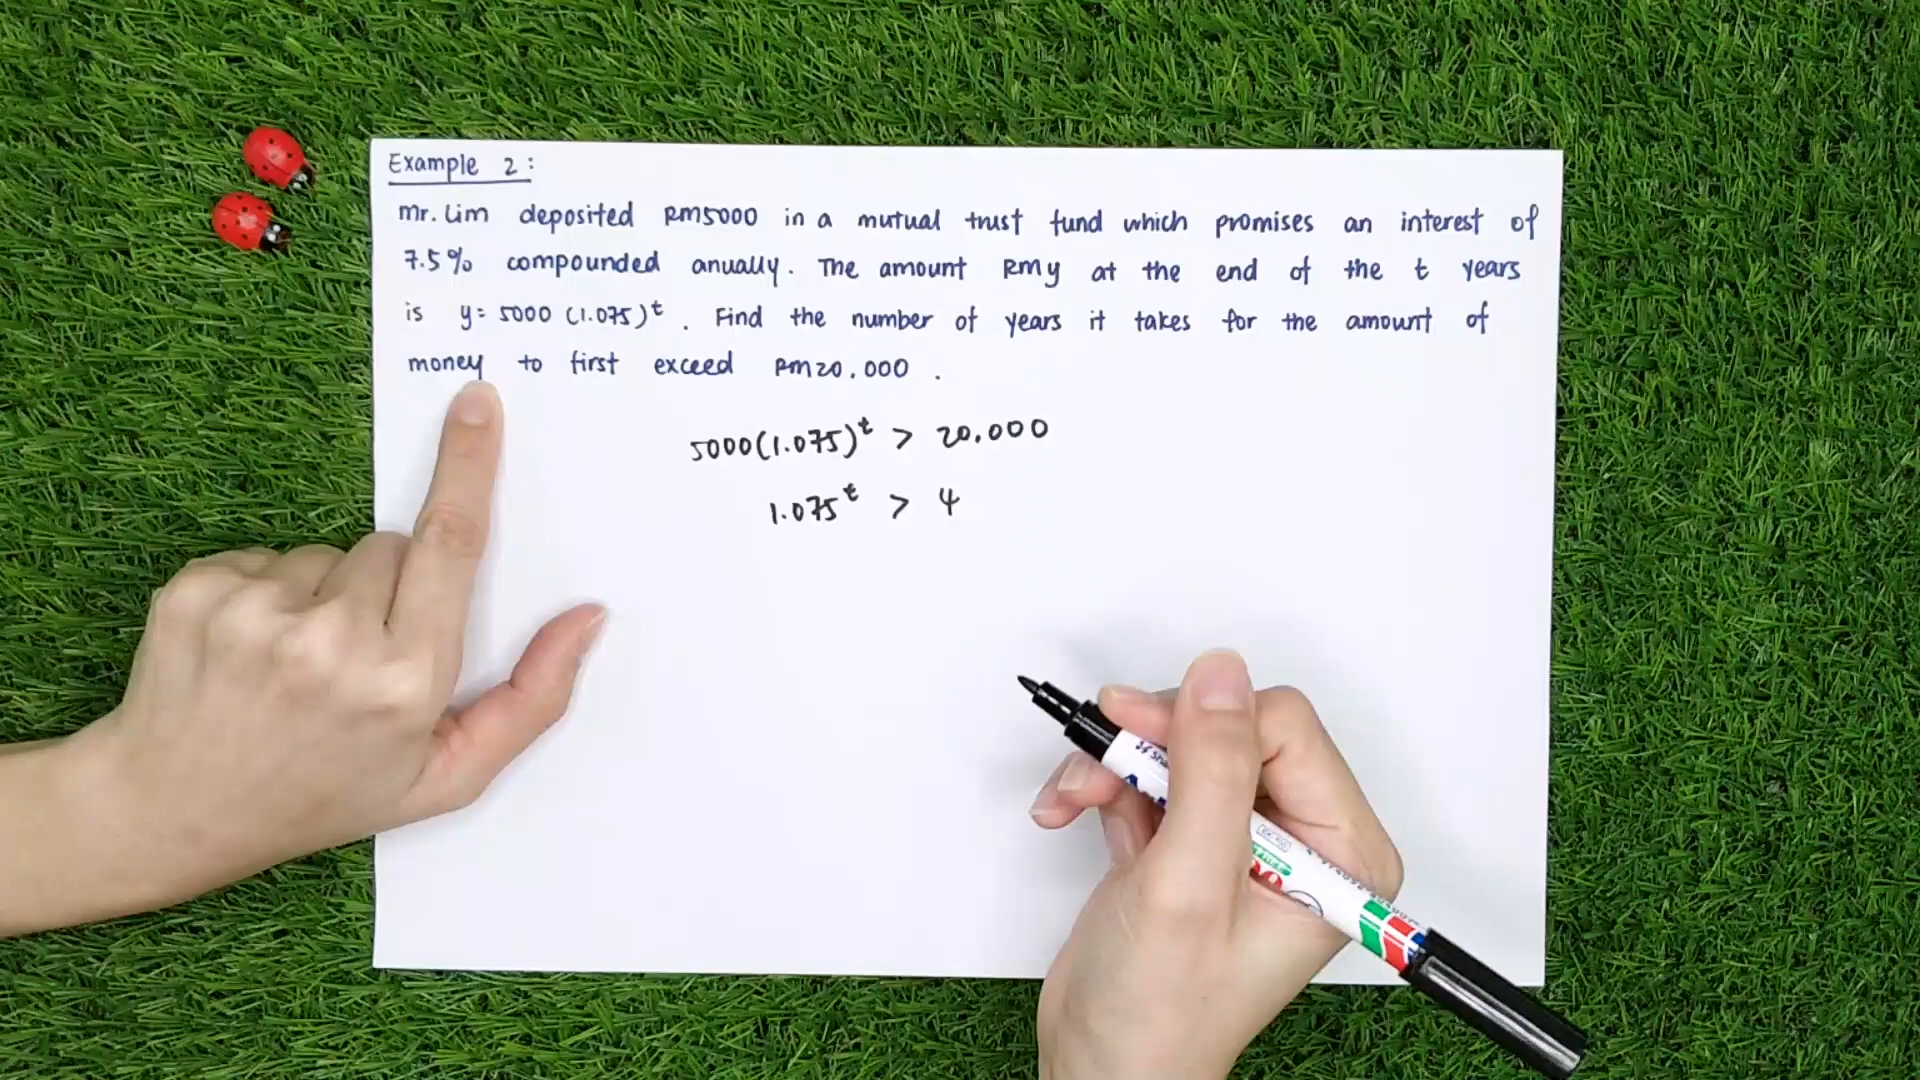 Example 2:
Mr. Lim deposited RM5000 in a mutual trust fund which promises an interest of
7.5% compounded anually. The amount RMy at the end of the t years
is y= 5000 (1.075)^t. Find the number of years it takes for the amount of
money to first exceed RM20,000.
5000(1.075)^t > 20,000
1.075^t > 4